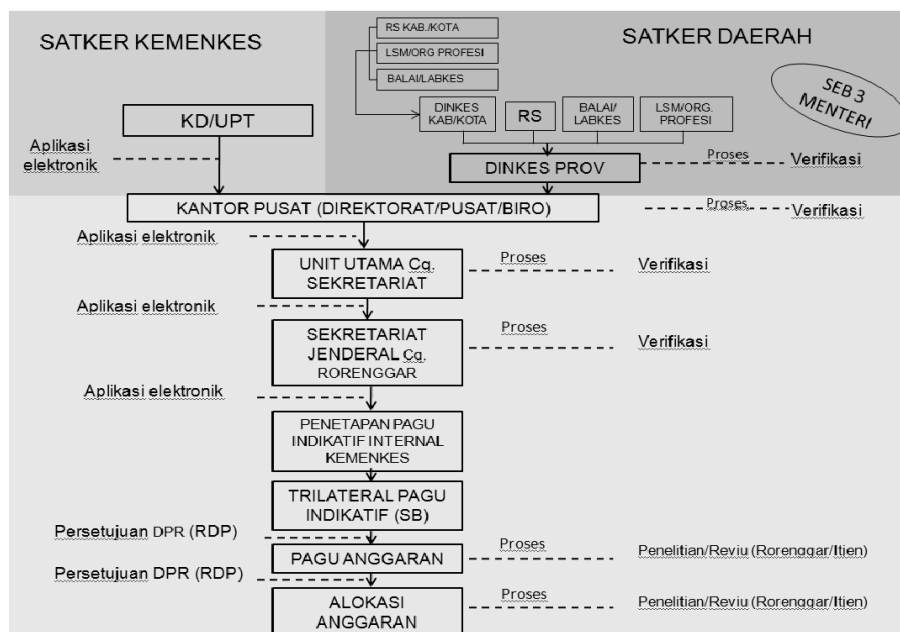 SATKER KEMENKES
SATKER DAERAH
RS KAB./KOTA
LSM/ORG PROFESI
BALAI/LABKES
SEB 3
MENTERI
KD/UPT
DINKES
KAB/KOTA
RS
BALAI/
LABKES
LSM/ORG.
PROFESI
Aplikasi
elektronik
DINKES PROV
Proses
Verifikasi
KANTOR PUSAT (DIREKTORAT/PUSAT/BIRO)
Proses
Verifikasi
Aplikasi elektronik
UNIT UTAMA Cq.
SEKRETARIAT
Proses
Verifikasi
Aplikasi elektronik
SEKRETARIAT
JENDERAL Cq.
RORENGGAR
Proses
Verifikasi
Aplikasi elektronik
PENETAPAN PAGU
INDIKATIF INTERNAL
KEMENKES
TRILATERAL PAGU
INDIKATIF (SB)
Persetujuan DPR (RDP)
PAGU ANGGARAN
Proses
Penelitian/Reviu (Rorenggar/Itjen)
Persetujuan DPR (RDP)
ALOKASI
ANGGARAN
Proses
Penelitian/Reviu (Rorenggar/Itjen)